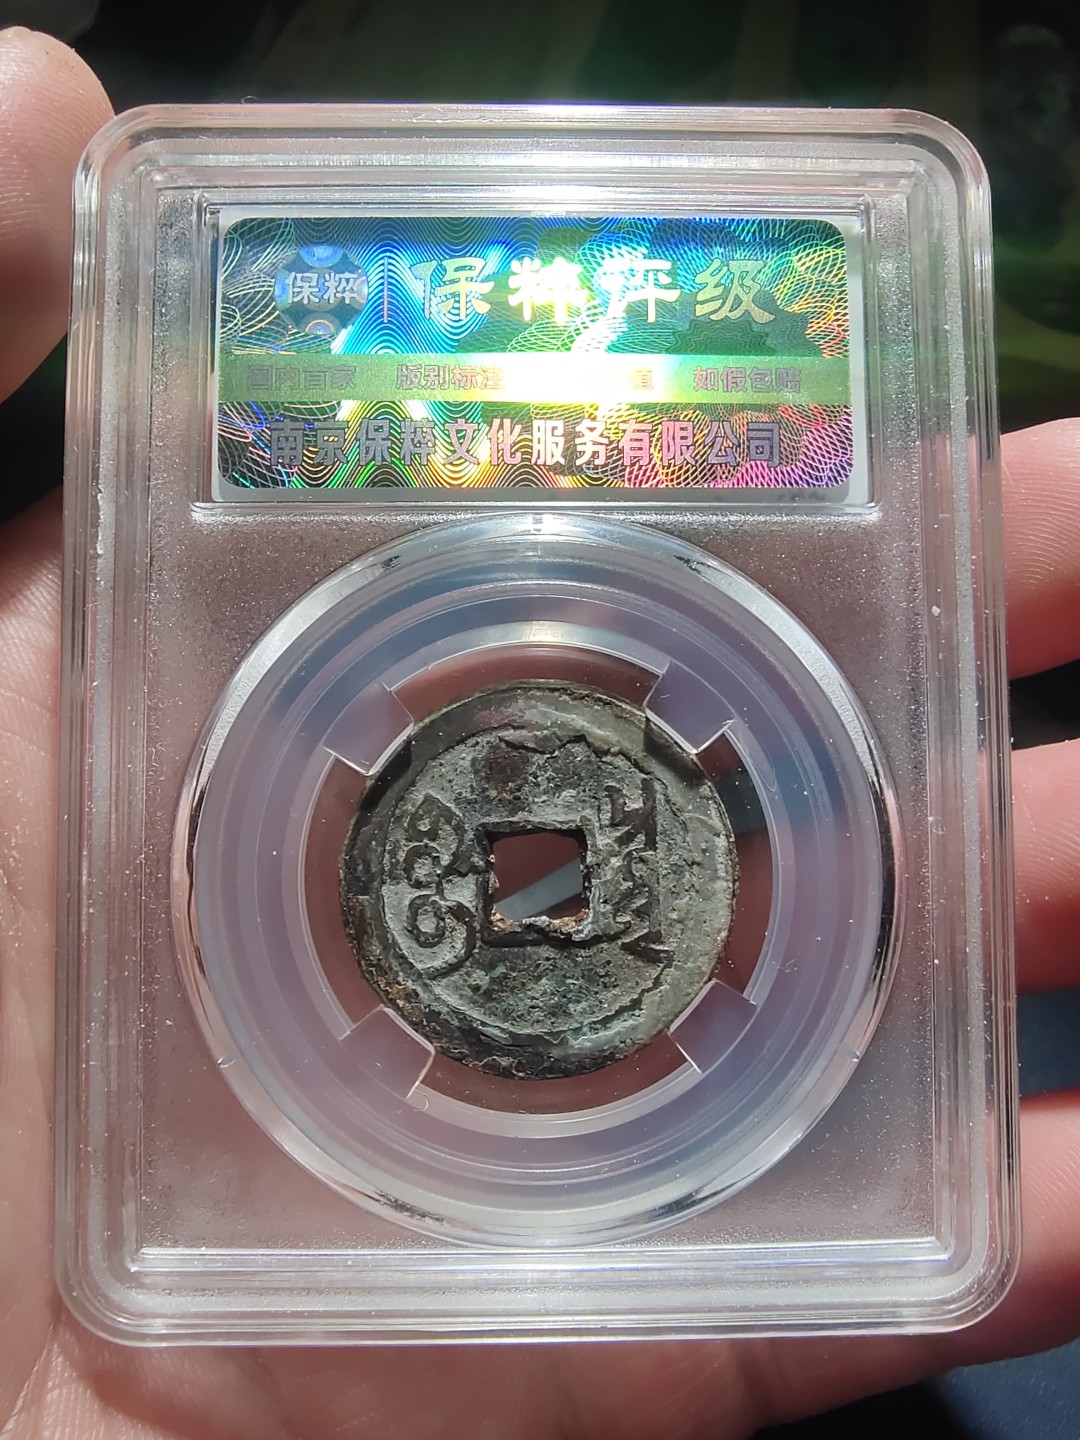 保粹 保粹评级
国内首家 版别标注 值 如假包赔
南京保粹文化服务有限公司